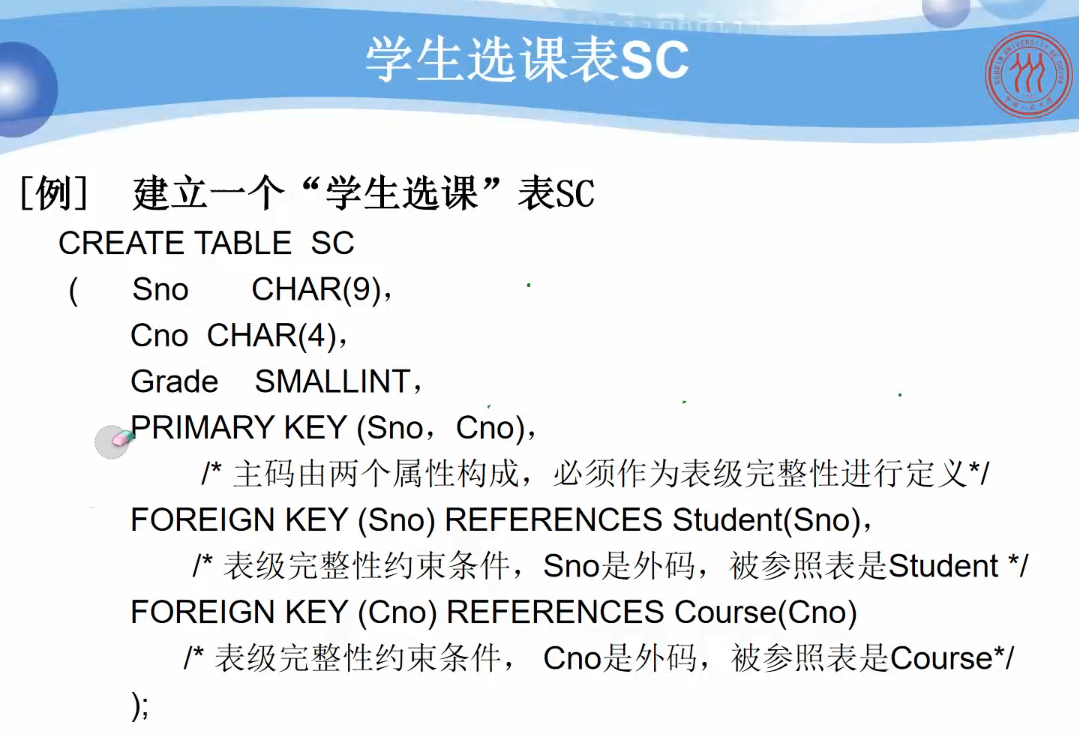 学生选课表SC
[例] 建立一个“学生选课”表SC
CREATE TABLE SC
( Sno CHAR(9)，
Cno CHAR(4)，
Grade SMALLINT，
PRIMARY KEY (Sno，Cno)，
/* 主码由两个属性构成，必须作为表级完整性进行定义*/
FOREIGN KEY (Sno) REFERENCES Student(Sno)，
/* 表级完整性约束条件，Sno是外码，被参照表是Student */
FOREIGN KEY (Cno) REFERENCES Course(Cno)
/* 表级完整性约束条件， Cno是外码，被参照表是Course*/
);